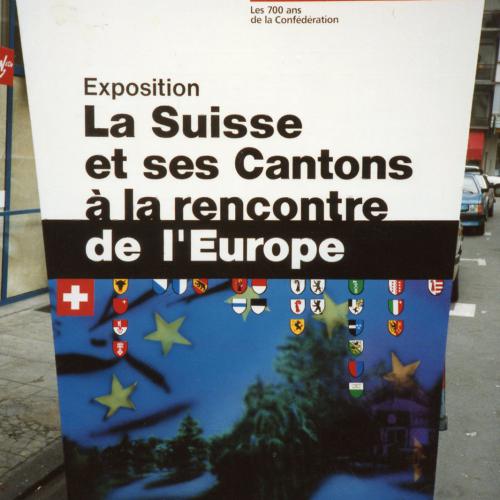 Les 700 ans
de la Confédération
Exposition
La Suisse
et ses Cantons
à la rencontre
de l'Europe